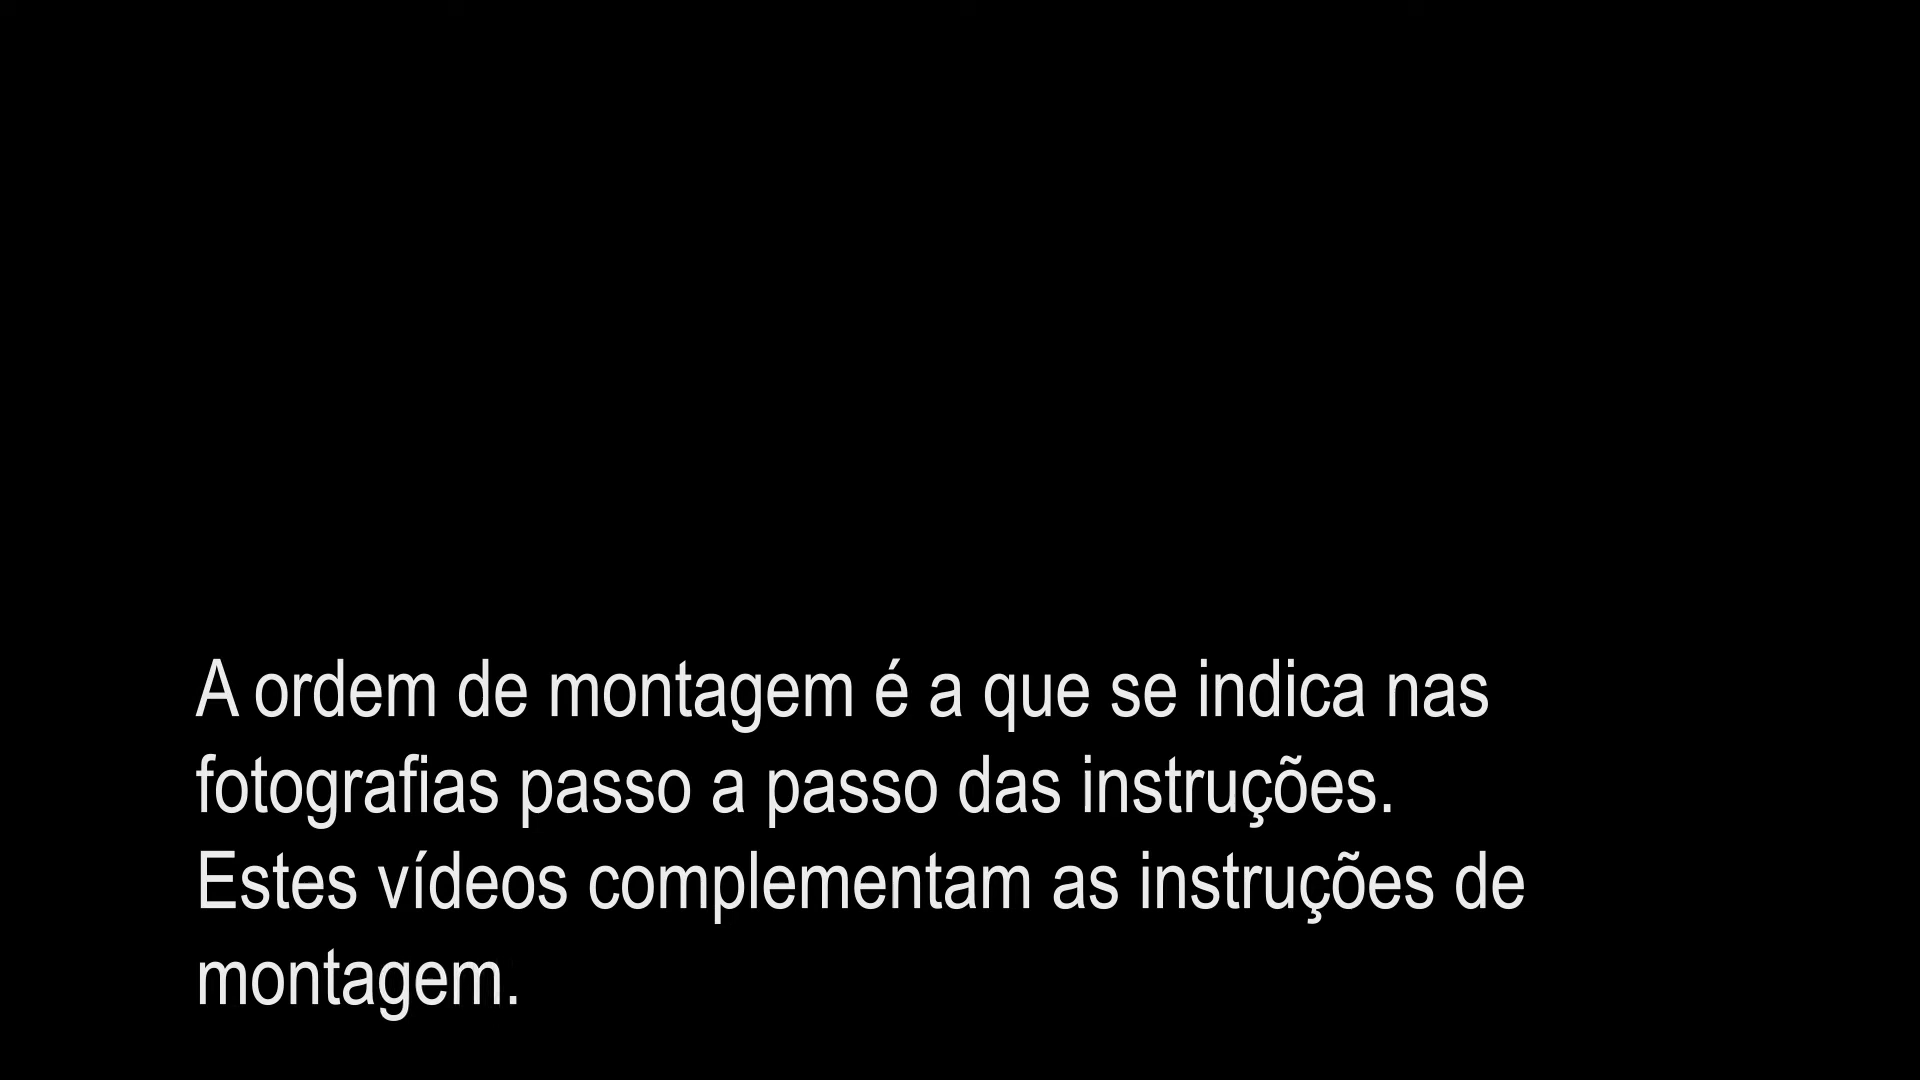 A ordem de montagem é a que se indica nas
fotografias passo a passo das instruções.
Estes vídeos complementam as instruções de
montagem.